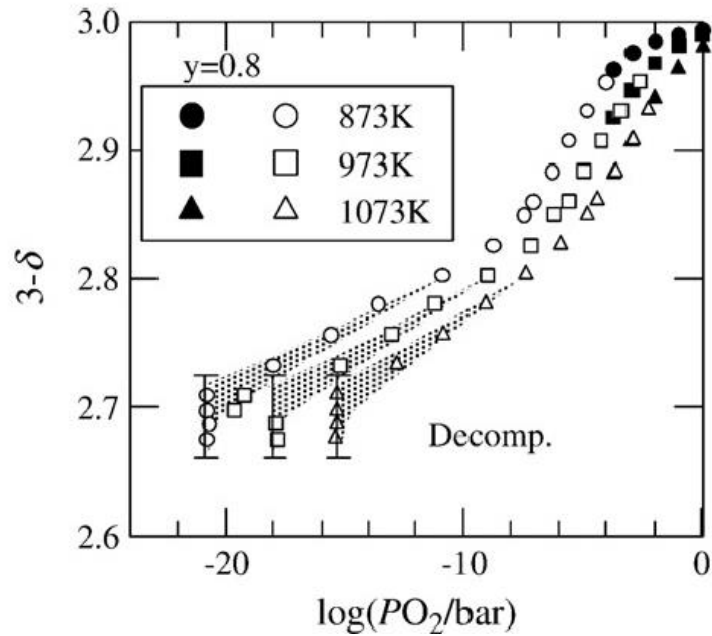 3.0
y=0.8
873K
973K
1073K
2.9
2.8
2.7
2.6
3-δ
Decomp.
-20
-10
0
log(PO₂/bar)